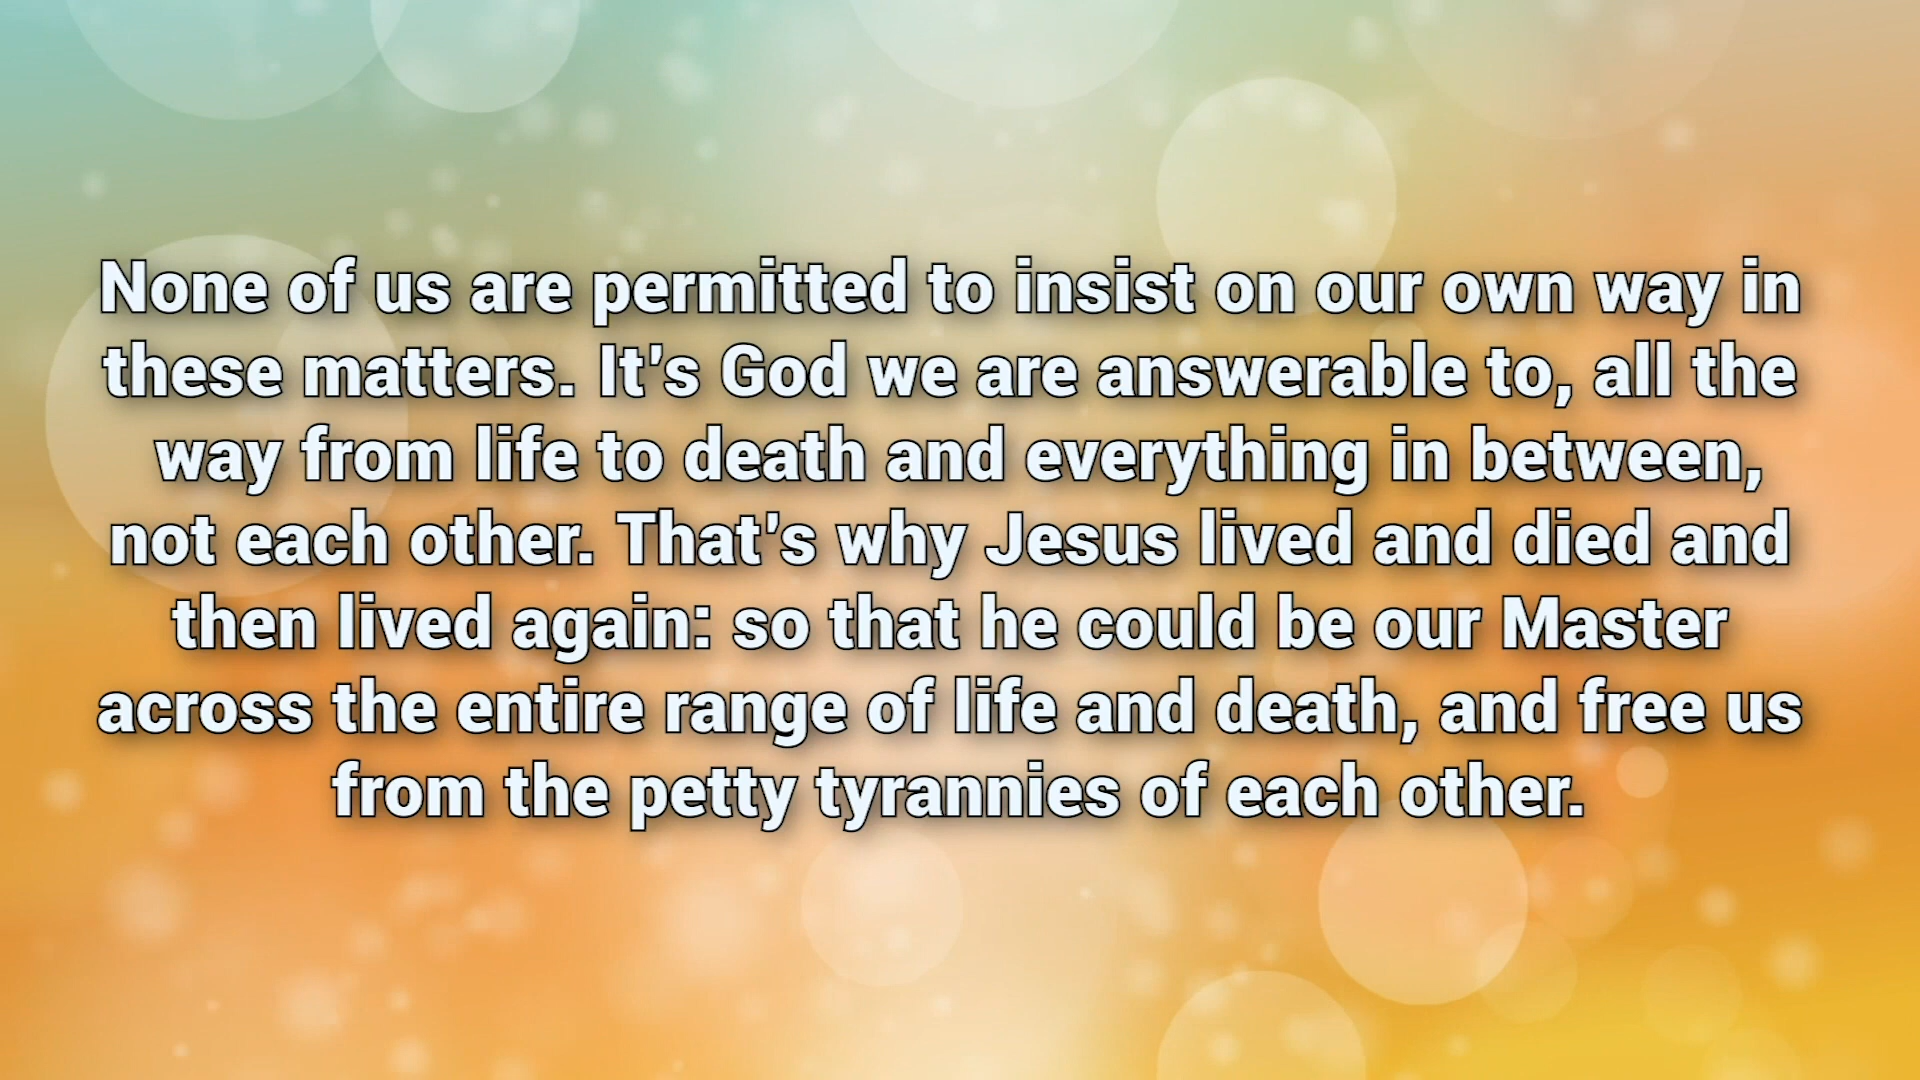 None of us are permitted to insist on our own way in
these matters. It's God we are answerable to, all the
way from life to death and everything in between,
not each other. That's why Jesus lived and died and
then lived again: so that he could be our Master
across the entire range of life and death, and free us
from the petty tyrannies of each other.